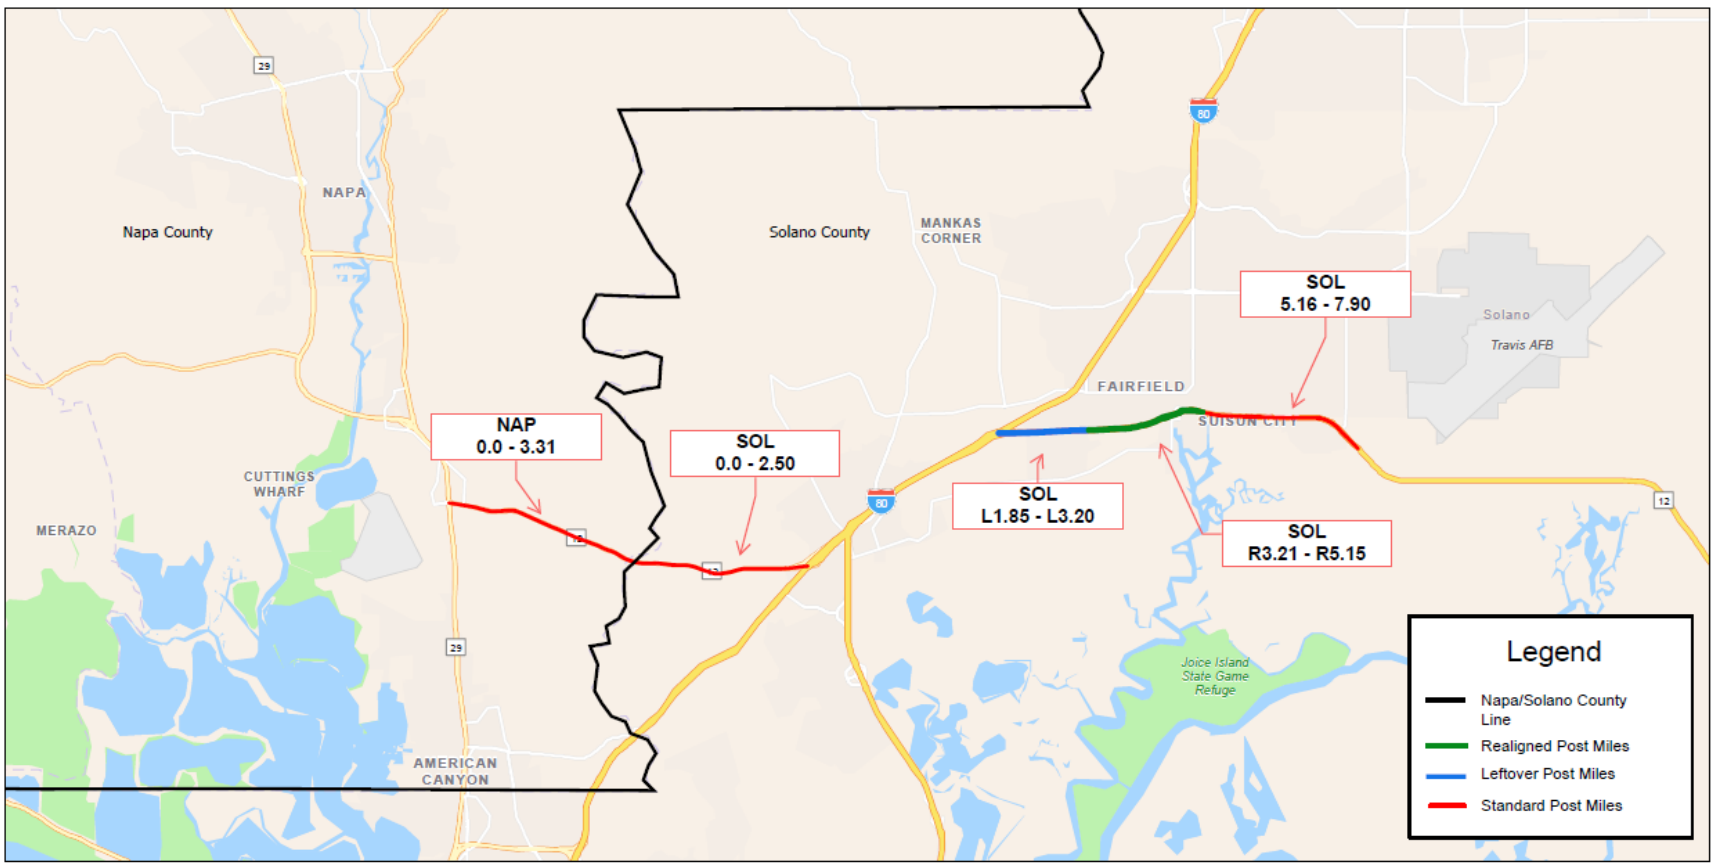 29
80
NAPA
Napa County
Solano County
MANKAS
CORNER
SOL
5.16 - 7.90
Solano
Travis AFB
FAIRFIELD
SUISON CITY
NAP
0.0 - 3.31
SOL
0.0 - 2.50
CUTTINGS
WHARF
80
SOL
L1.85 - L3.20
12
MERAZO
SOL
R3.21 - R5.15
12
12
29
Joice Island
State Game
Refuge
AMERICAN
CANYON
Legend
Napa/Solano County
Line
Realigned Post Miles
Leftover Post Miles
Standard Post Miles